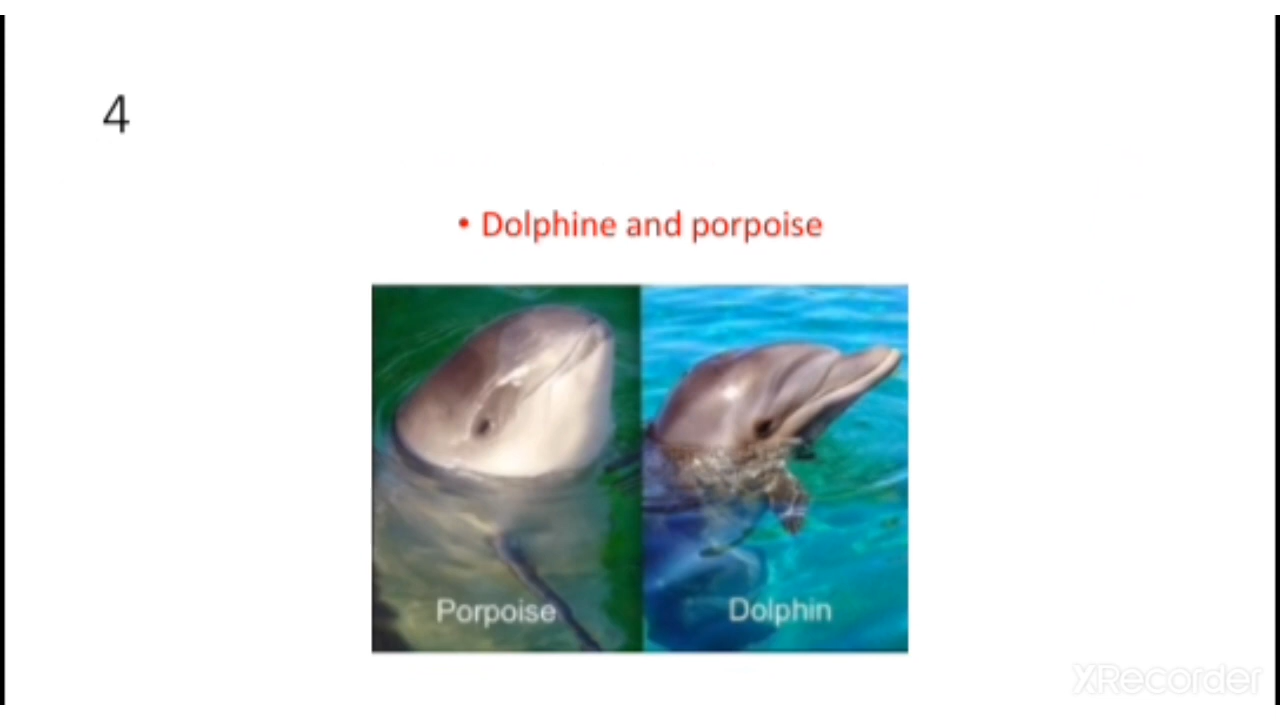 4
• Dolphine and porpoise
Porpoise
Dolphin
XRecorder